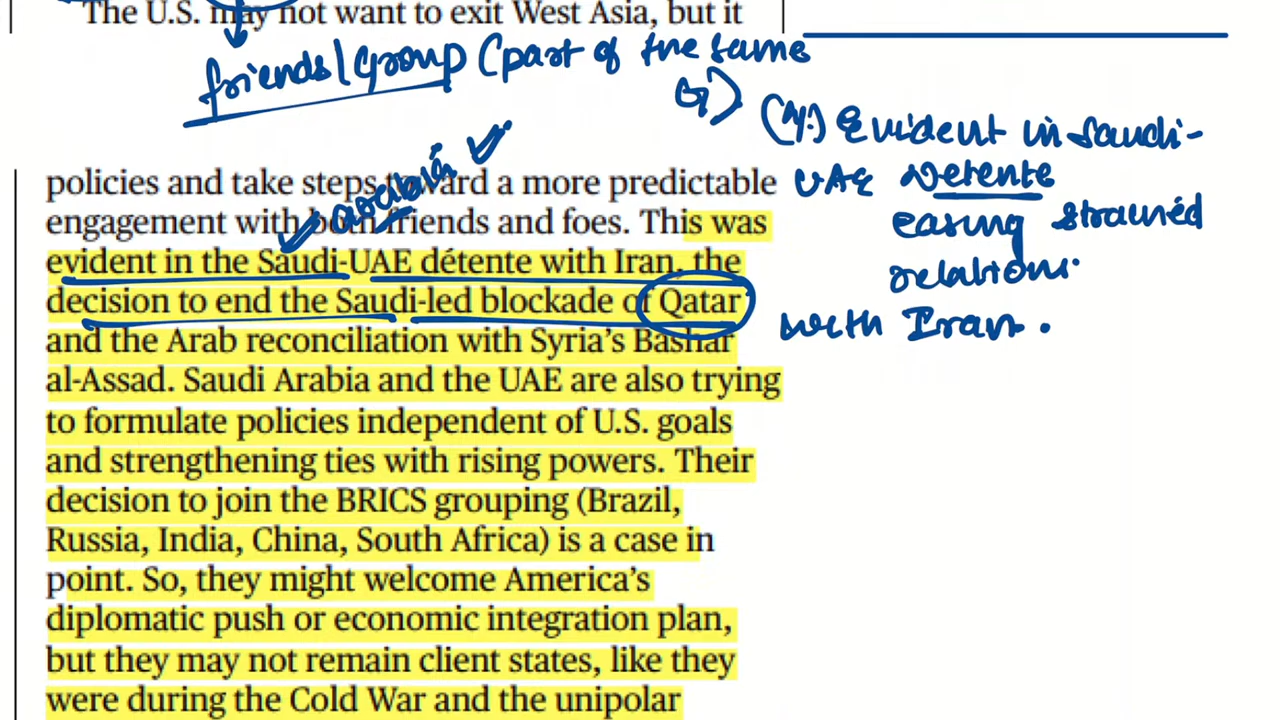 The U.S. may not want to exit West Asia, but it
friends/group (part of the same
G)
policies and take steps toward a more predictable
engagement with both friends and foes. This was
evident in the Saudi-UAE détente with Iran, the
decision to end the Saudi-led blockade of Qatar
and the Arab reconciliation with Syria's Bashar
al-Assad. Saudi Arabia and the UAE are also trying
to formulate policies independent of U.S. goals
and strengthening ties with rising powers. Their
decision to join the BRICS grouping (Brazil,
Russia, India, China, South Africa) is a case in
point. So, they might welcome America's
diplomatic push or economic integration plan,
but they may not remain client states, like they
were during the Cold War and the unipolar
arabia
Evident in Saudi-
UAE Detente
easing strained
relations.
with Iran.